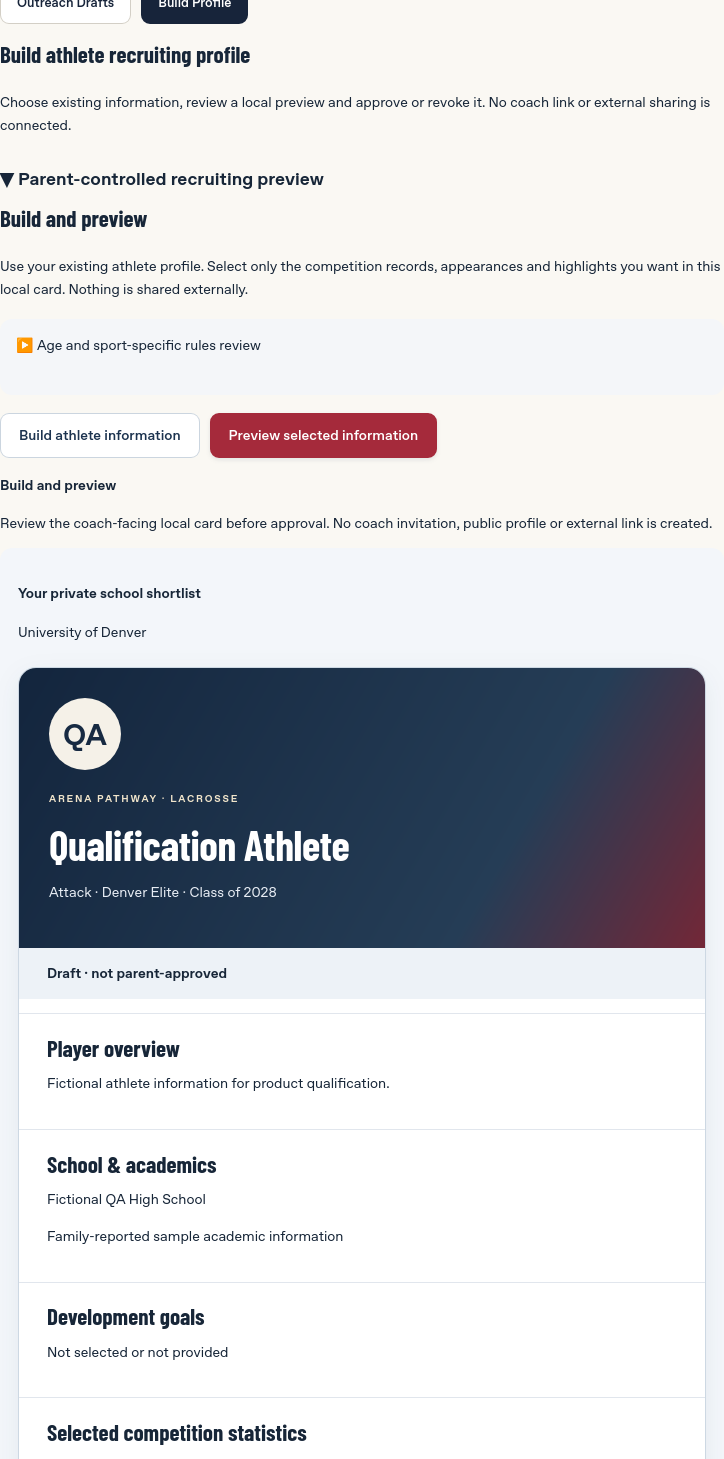 Outreach Drafts
Build Profile
Build athlete recruiting profile
Choose existing information, review a local preview and approve or revoke it. No coach link or external sharing is
connected.
▼ Parent-controlled recruiting preview
Build and preview
Use your existing athlete profile. Select only the competition records, appearances and highlights you want in this
local card. Nothing is shared externally.
▶️ Age and sport-specific rules review
Build athlete information
Preview selected information
Build and preview
Review the coach-facing local card before approval. No coach invitation, public profile or external link is created.
Your private school shortlist
University of Denver
QA
ARENA PATHWAY · LACROSSE
Qualification Athlete
Attack · Denver Elite · Class of 2028
Draft · not parent-approved
Player overview
Fictional athlete information for product qualification.
School & academics
Fictional QA High School
Family-reported sample academic information
Development goals
Not selected or not provided
Selected competition statistics